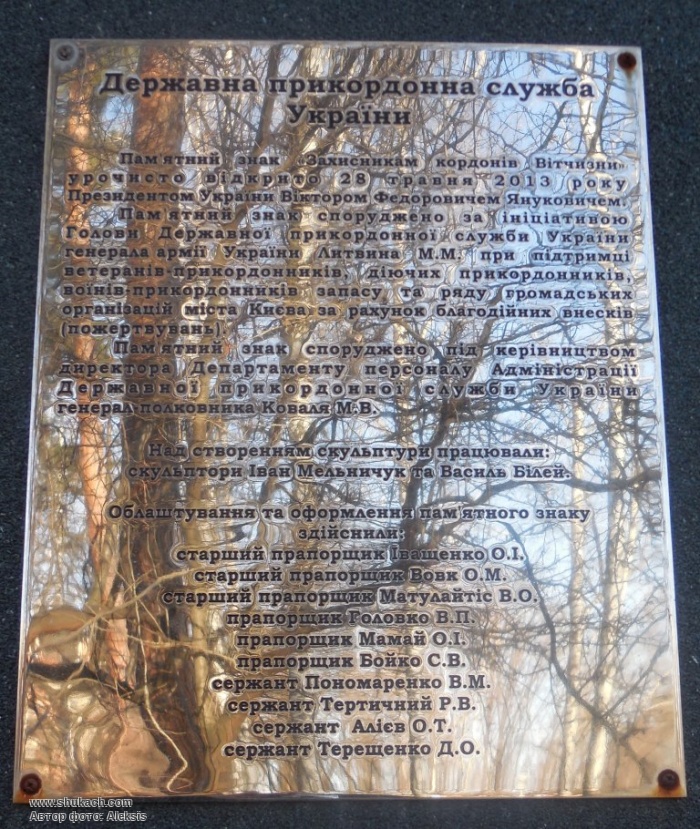 Державна прикордонна служба
України
Пам'ятний знак «Захисникам кордонів Вітчизни»
урочисто відкрито 28 травня 2013 року
Президентом України Віктором Федоровичем Януковичем.
Пам'ятний знак споруджено за ініціативою
Голови Державної прикордонної служби України
генерала армії України Литвина М.М. при підтримці
ветеранів-прикордонників, діючих прикордонників,
воїнів-прикордонників запасу та ряду громадських
організацій міста Києва за рахунок благодійних внесків
(пожертвувань).
Пам'ятний знак споруджено під керівництвом
директора Департаменту персоналу Адміністрації
Державної прикордонної служби України
генерал-полковника Коваля М.В.
Над створенням скульптури працювали:
скульптори Іван Мельничук та Василь Білей.
Облаштування та оформлення пам'ятного знаку
здійснили:
старший прапорщик Іващенко О.І.
старший прапорщик Вовк О.М.
старший прапорщик Матулайтіс В.О.
прапорщик Головко В.П.
прапорщик Мамай О.І.
прапорщик Бойко С.В.
сержант Пономаренко В.М.
сержант Тертичний Р.В.
сержант Алієв О.Т.
сержант Терещенко Д.О.
www.shukach.com
Автор фото: Aleksis